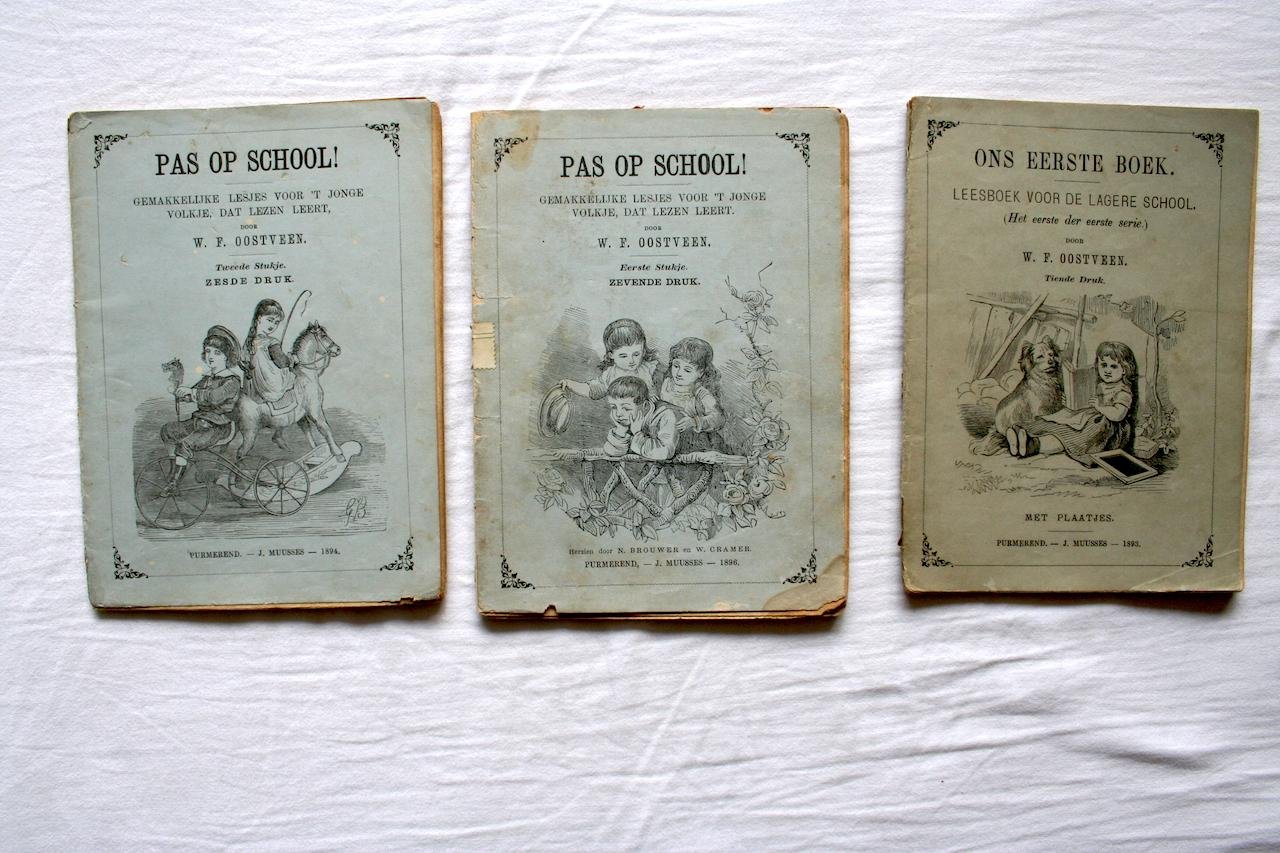 PAS OP SCHOOL!
GEMAKKELIJKE LESJES VOOR 'T JONGE
VOLKJE, DAT LEZEN LEERT,
DOOR
W. F. OOSTVEEN.
Tweede Stukje.
ZESDE DRUK.
PURMEREND. — J. MUUSSES — 1894.
PAS OP SCHOOL!
GEMAKKELIJKE LESJES VOOR 'T JONGE
VOLKJE, DAT LEZEN LEERT.
DOOR
W. F. OOSTVEEN.
Eerste Stukje.
ZEVENDE DRUK.
Herzien door N. BROUWER en W. CRAMER.
PURMEREND, — J. MUUSSES — 1896.
ONS EERSTE BOEK.
LEESBOEK VOOR DE LAGERE SCHOOL.
(Het eerste der eerste serie.)
DOOR
W. F. OOSTVEEN.
Tiende Druk.
MET PLAATJES.
PURMEREND. — J. MUUSSES — 1893.